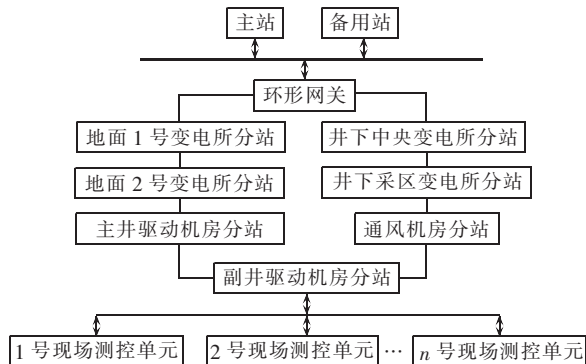 主站 备用站
环形网关
地面 1 号变电所分站 井下中央变电所分站
地面 2 号变电所分站 井下采区变电所分站
主井驱动机房分站 通风机房分站
副井驱动机房分站
1 号现场测控单元 2 号现场测控单元 … n 号现场测控单元